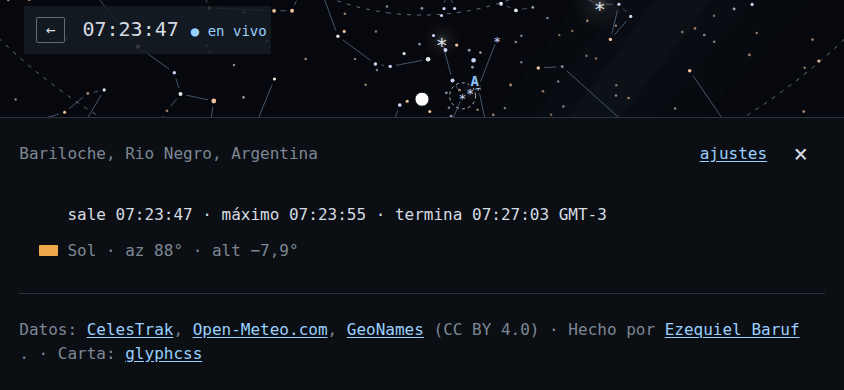 ← 07:23:47 ● en vivo
A
Bariloche, Rio Negro, Argentina ajustes ×
sale 07:23:47 · máximo 07:23:55 · termina 07:27:03 GMT-3
Sol · az 88° · alt −7,9°
Datos: CelesTrak, Open-Meteo.com, GeoNames (CC BY 4.0) · Hecho por Ezequiel Baruf
. · Carta: glyphcss